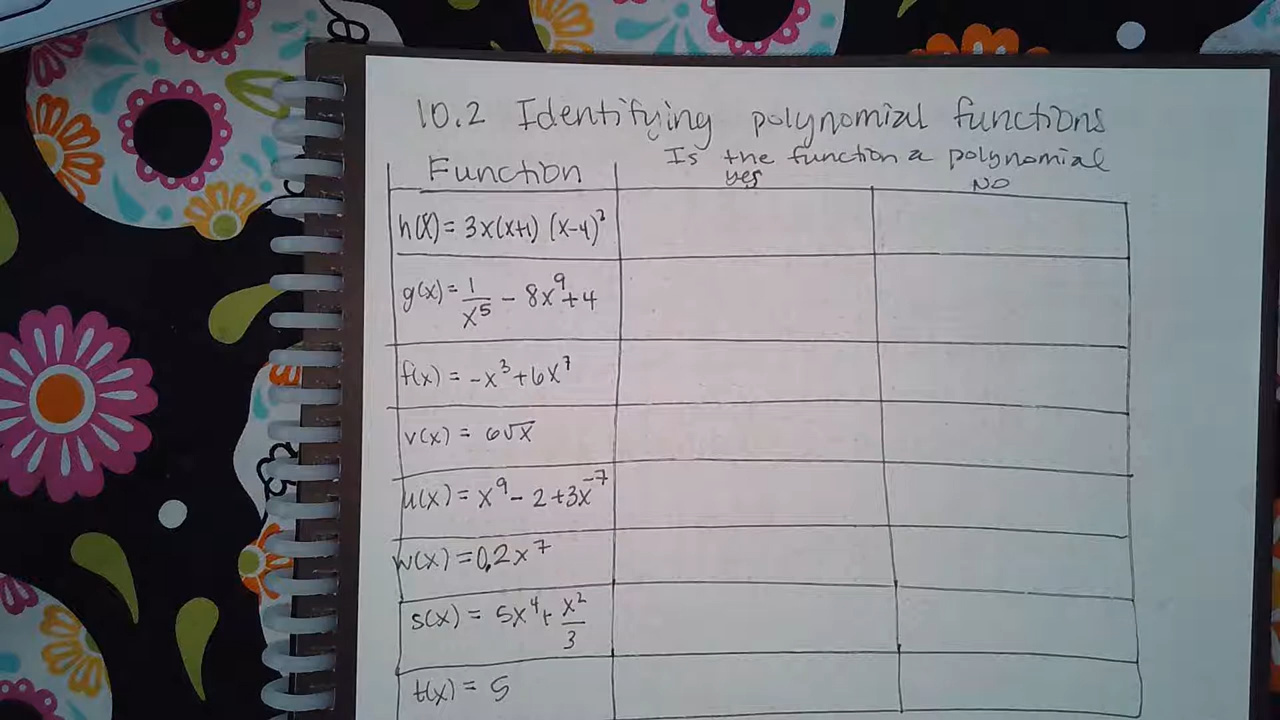 10.2 Identifying polynomial functions
Is the function a polynomial
Function yes NO
h(x) = 3x(x+1) (x-4)²
g(x) = 1/x⁵ - 8x⁹ + 4
f(x) = -x³ + 6x⁷
v(x) = 6√x
u(x) = x⁹ - 2 + 3x⁻⁷
w(x) = 0.2x⁷
s(x) = 5x⁴ + x²/3
t(x) = 5